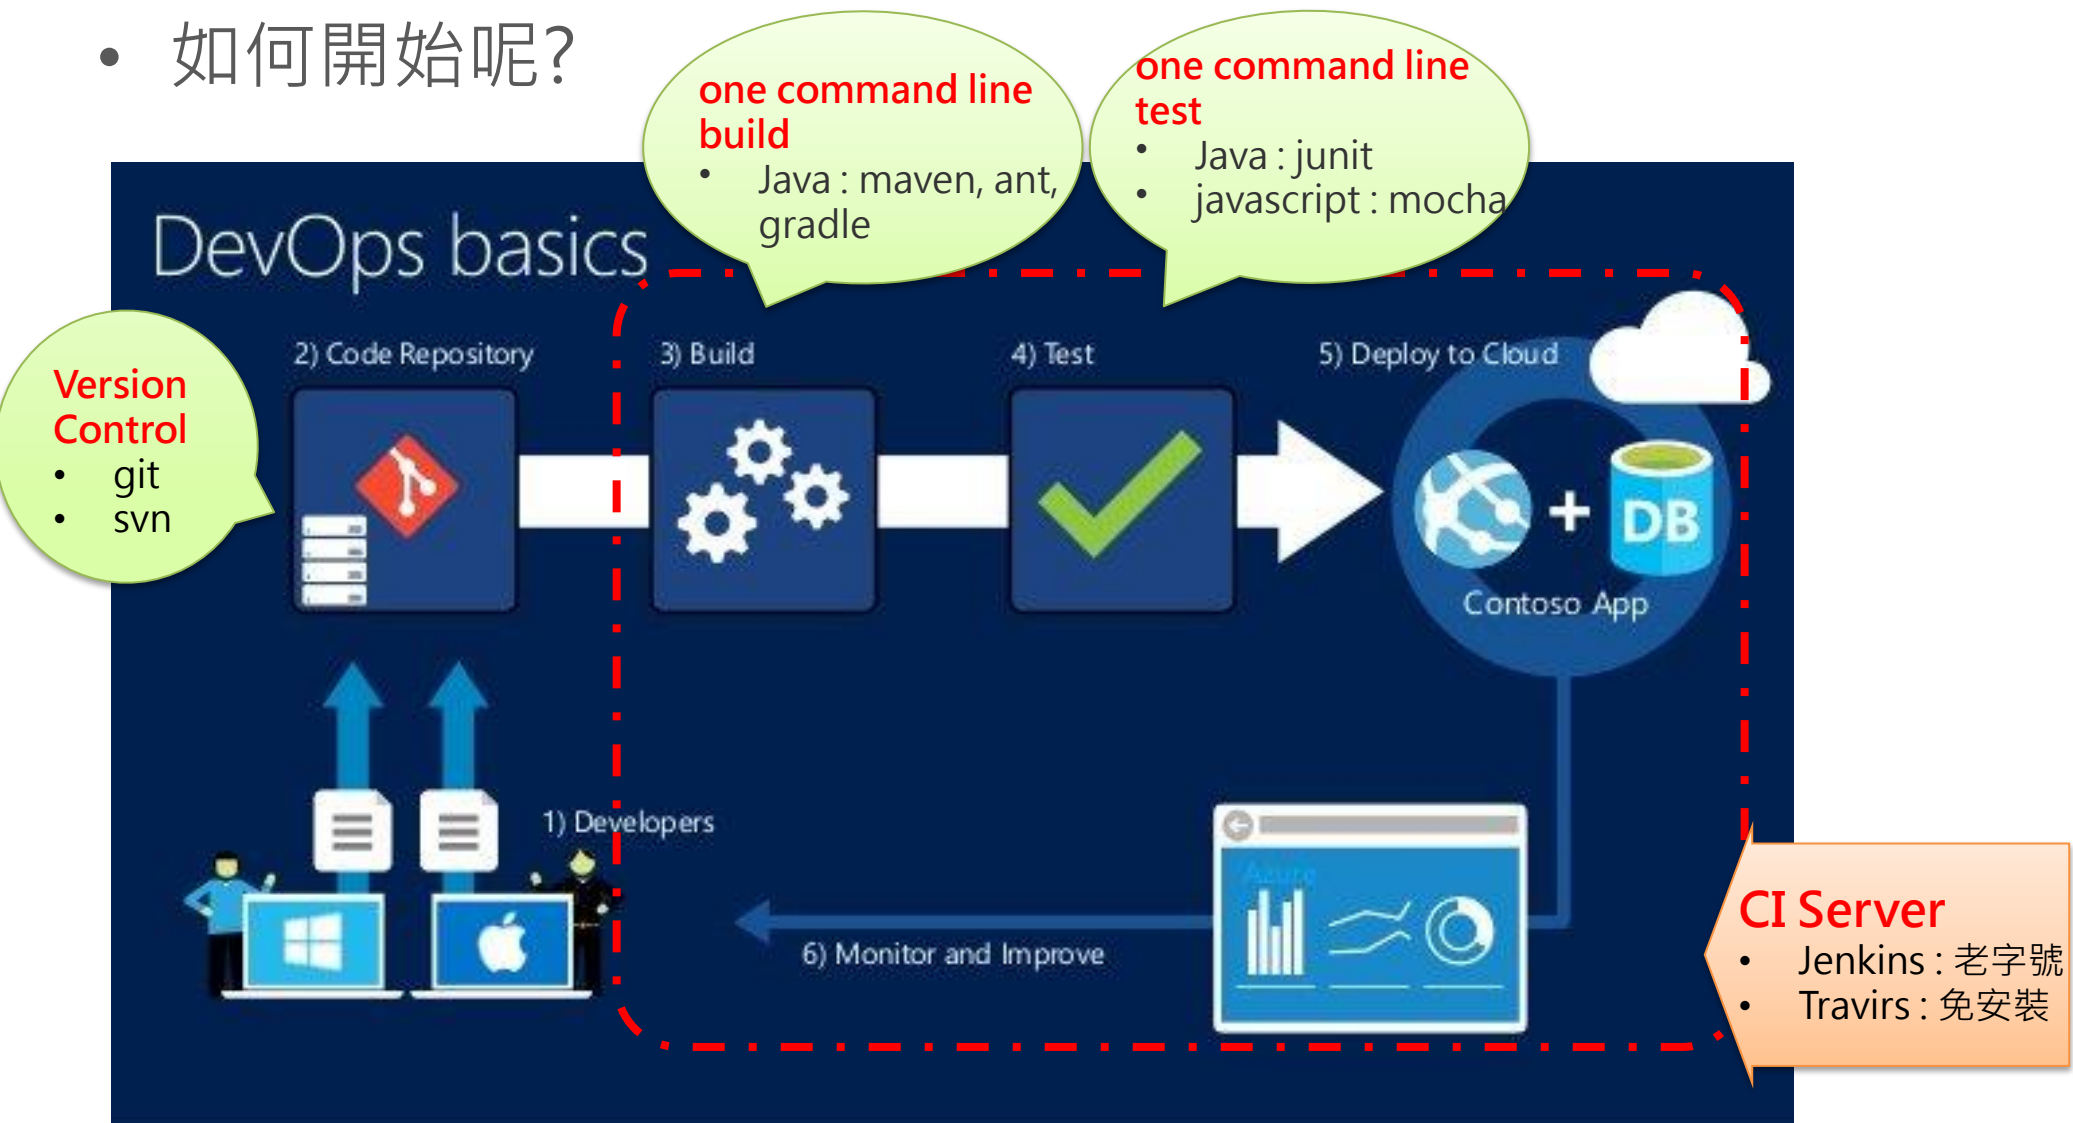 • 如何開始呢?
one command line
build
• Java : maven, ant,
gradle
one command line
test
• Java : junit
• javascript : mocha
DevOps basics
Version
Control
• git
• svn
2) Code Repository
3) Build
4) Test
5) Deploy to Cloud
+
DB
Contoso App
1) Developers
Azure
6) Monitor and Improve
CI Server
• Jenkins : 老字號
• Travirs : 免安裝